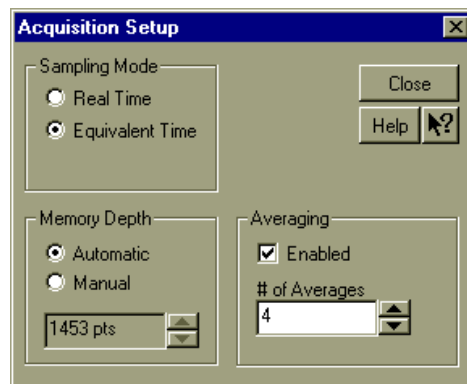 Acquisition Setup
Sampling Mode
Real Time
Equivalent Time
Close
Help
?
Memory Depth
Automatic
Manual
1453 pts
Averaging
Enabled
# of Averages
4